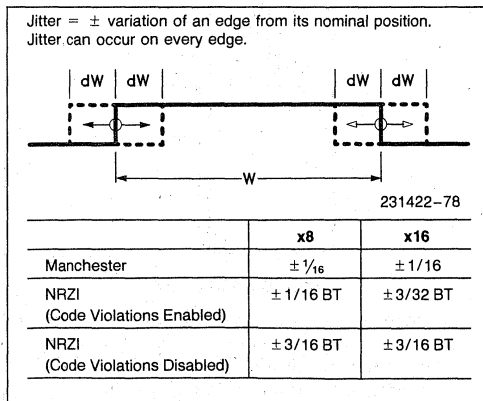 Jitter = ± variation of an edge from its nominal position.
Jitter can occur on every edge.
dW dW dW dW
W
231422–78
x8 x16
Manchester ±1/16 ±1/16
NRZI ±1/16 BT ±3/32 BT
(Code Violations Enabled)
NRZI ±3/16 BT ±3/16 BT
(Code Violations Disabled)